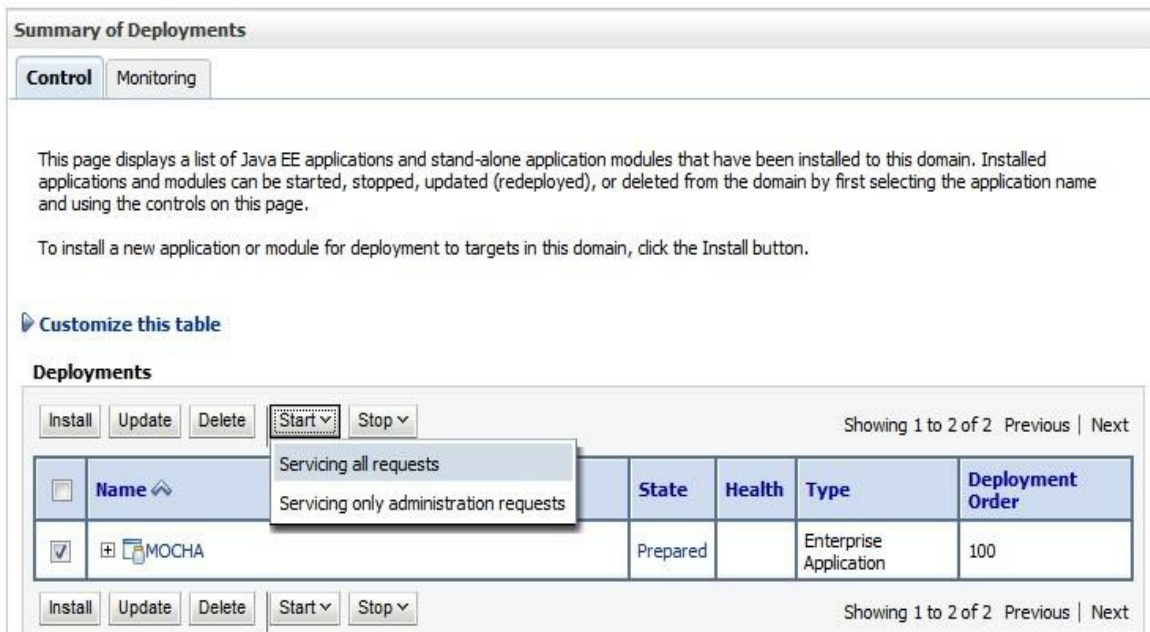 Summary of Deployments
Control Monitoring
This page displays a list of Java EE applications and stand-alone application modules that have been installed to this domain. Installed
applications and modules can be started, stopped, updated (redeployed), or deleted from the domain by first selecting the application name
and using the controls on this page.
To install a new application or module for deployment to targets in this domain, click the Install button.
Customize this table
Deployments
Install Update Delete Start Stop Showing 1 to 2 of 2 Previous | Next
Servicing all requests
Servicing only administration requests
Name State Health Type Deployment
Order
MOCHA Prepared Enterprise
Application 100
Install Update Delete Start Stop Showing 1 to 2 of 2 Previous | Next